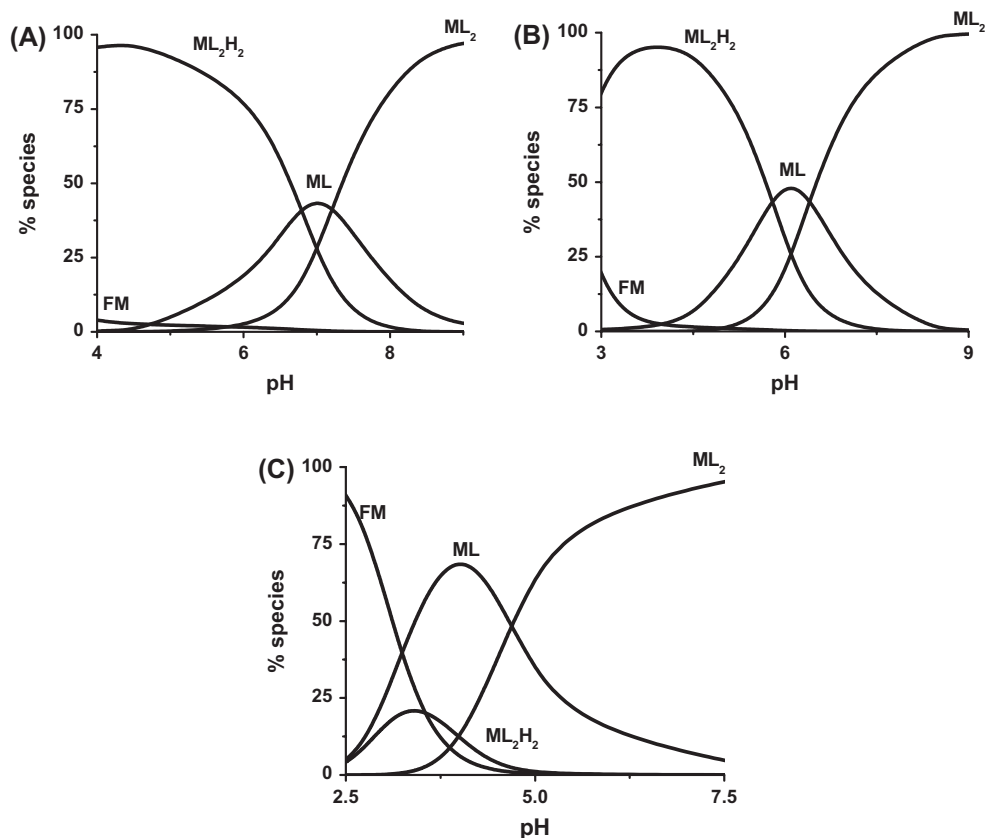 (A)
100
75
50
25
0
% species
ML₂H₂
ML₂
ML
FM
4
6
8
pH
(B)
100
75
50
25
0
% species
ML₂H₂
ML₂
ML
FM
3
6
9
pH
(C)
100
75
50
25
0
% species
FM
ML
ML₂
ML₂H₂
2.5
5.0
7.5
pH